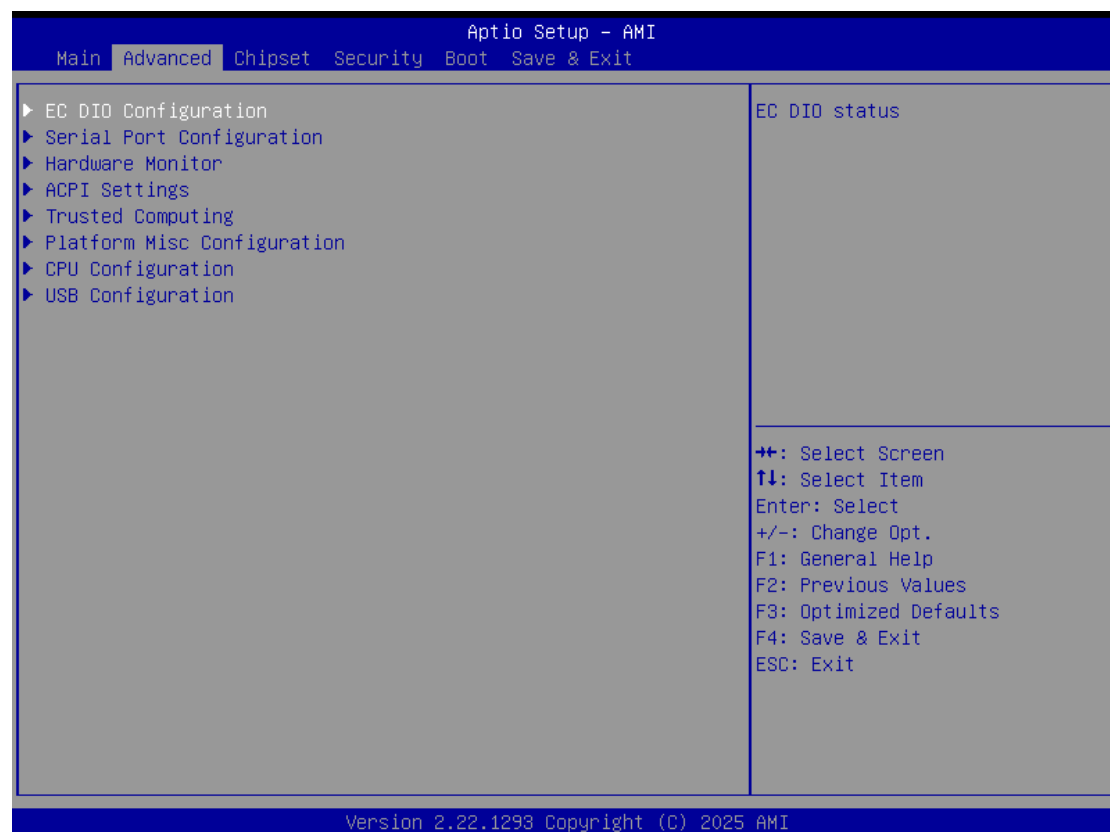 Aptio Setup – AMI
Main Advanced Chipset Security Boot Save & Exit
▶ EC DIO Configuration
▶ Serial Port Configuration
▶ Hardware Monitor
▶ ACPI Settings
▶ Trusted Computing
▶ Platform Misc Configuration
▶ CPU Configuration
▶ USB Configuration
EC DIO status
→←: Select Screen
↑↓: Select Item
Enter: Select
+/-: Change Opt.
F1: General Help
F2: Previous Values
F3: Optimized Defaults
F4: Save & Exit
ESC: Exit
Version 2.22.1293 Copyright (C) 2025 AMI